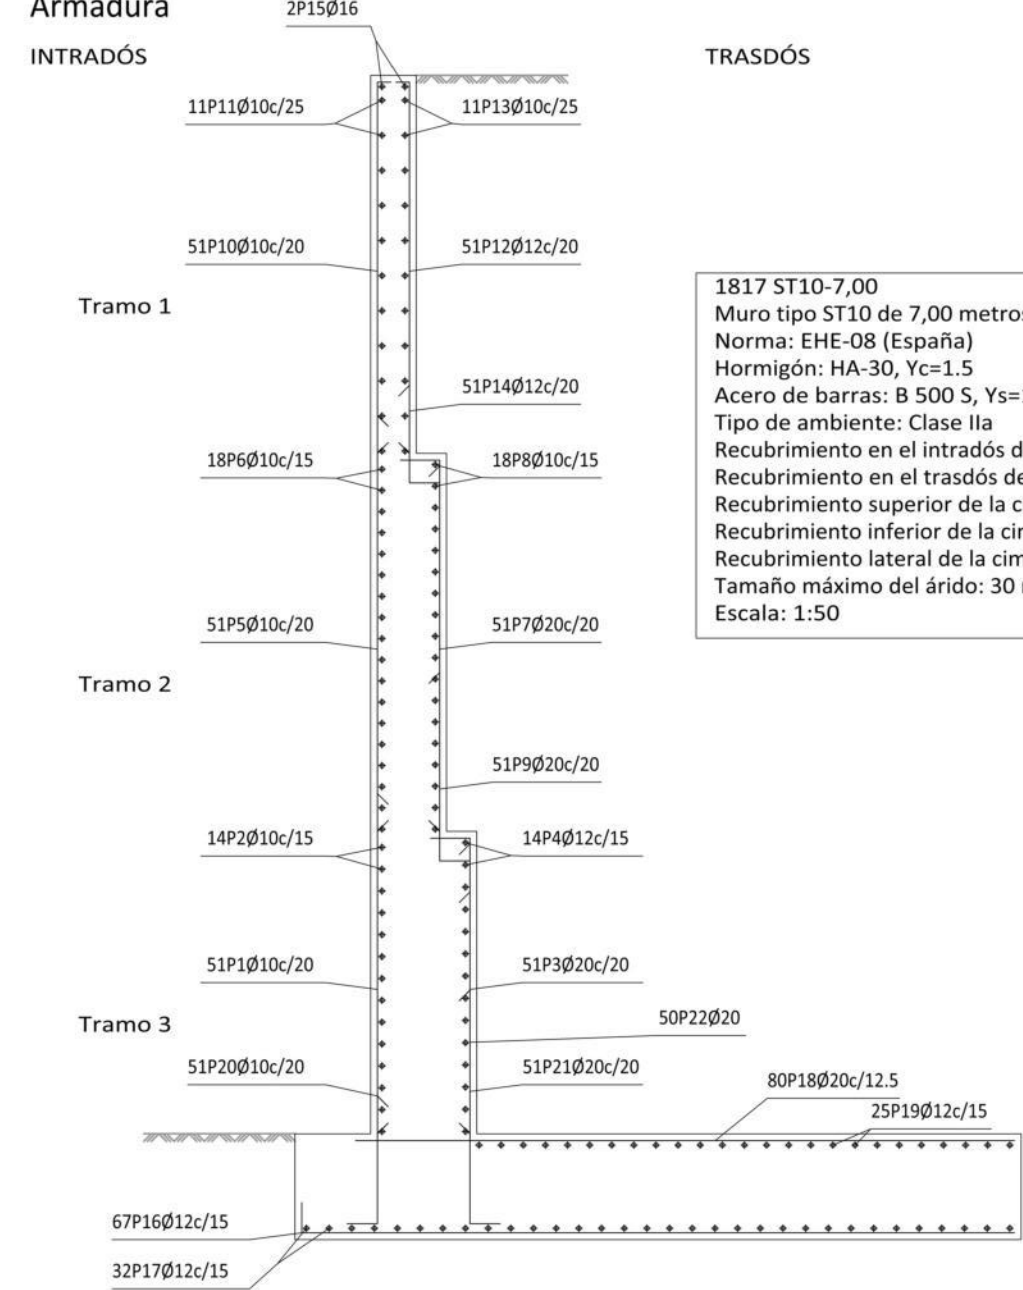 Armadura
2P15Ø16
INTRADÓS
TRASDÓS
11P11Ø10c/25
11P13Ø10c/25
51P10Ø10c/20
51P12Ø12c/20
Tramo 1
51P14Ø12c/20
18P6Ø10c/15
18P8Ø10c/15
1817 ST10-7,00
Muro tipo ST10 de 7,00 metros
Norma: EHE-08 (España)
Hormigón: HA-30, Yc=1.5
Acero de barras: B 500 S, Ys=
Tipo de ambiente: Clase IIa
Recubrimiento en el intradós d
Recubrimiento en el trasdós de
Recubrimiento superior de la c
Recubrimiento inferior de la ci
Recubrimiento lateral de la cim
Tamaño máximo del árido: 30
Escala: 1:50
51P5Ø10c/20
51P7Ø20c/20
Tramo 2
51P9Ø20c/20
14P2Ø10c/15
14P4Ø12c/15
51P1Ø10c/20
51P3Ø20c/20
Tramo 3
50P22Ø20
51P20Ø10c/20
51P21Ø20c/20
80P18Ø20c/12.5
25P19Ø12c/15
67P16Ø12c/15
32P17Ø12c/15